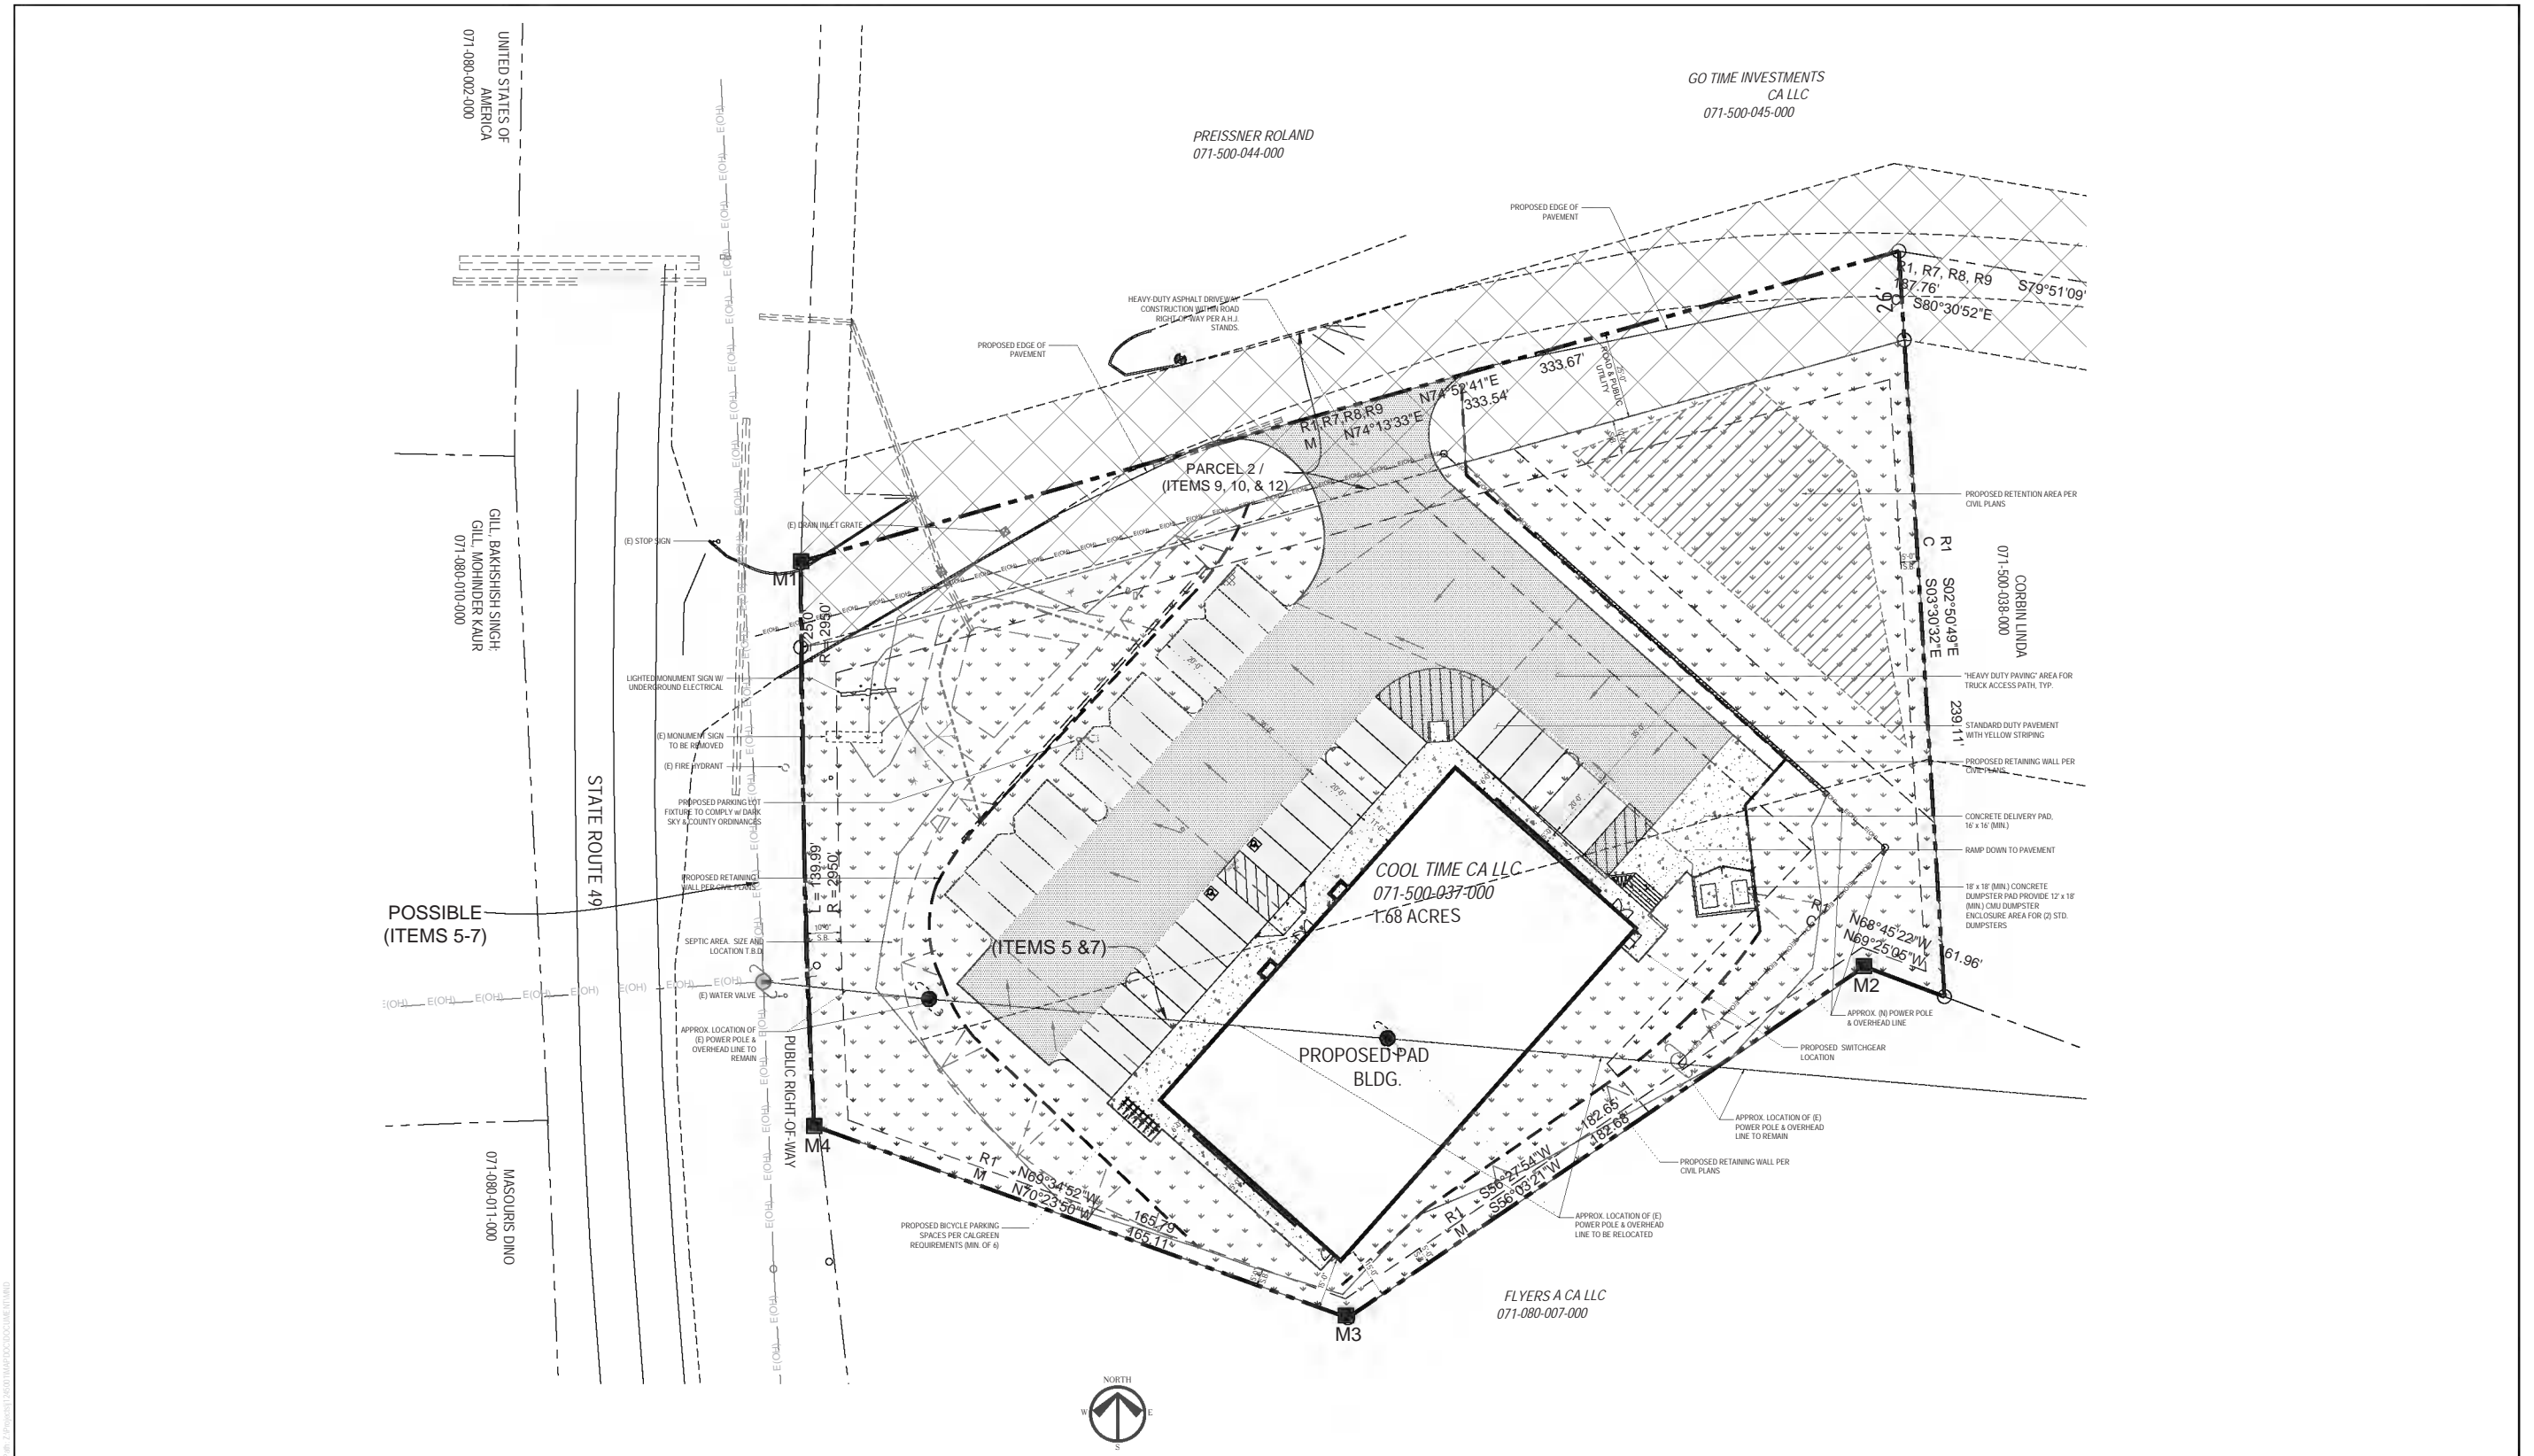 UNITED STATES OF
AMERICA
071-080-002-000
GO TIME INVESTMENTS
CA LLC
071-500-045-000
PREISSNER ROLAND
071-500-044-000
PROPOSED EDGE OF
PAVEMENT
R1, R7, R8, R9
187.76'
S79°51'09"
S80°30'52"E
26'
HEAVY-DUTY ASPHALT DRIVEWAY
CONSTRUCTION WITHIN ROAD
RIGHT-OF-WAY PER A.H.J.
STANDS.
PROPOSED EDGE OF
PAVEMENT
333.67'
N74°52'41"E
333.54'
R1,R7,R8,R9
N74°13'33"E
M
25'-0"
ROAD & PUBLIC
UTILITY
PARCEL 2 /
(ITEMS 9, 10, & 12)
(E) DRAIN INLET GRATE
(E) STOP SIGN
M1
GILL, BAKHSHISH SINGH;
GILL, MOHINDER KAUR
071-080-010-000
PROPOSED RETENTION AREA PER
CIVIL PLANS
CORBIN LINDA
071-500-038-000
R1
C
S02°50'49"E
S03°30'32"E
239.11'
R = 2950'
LIGHTED MONUMENT SIGN W/
UNDERGROUND ELECTRICAL
(E) MONUMENT SIGN
TO BE REMOVED
(E) FIRE HYDRANT
PROPOSED PARKING LOT
FIXTURE TO COMPLY w/ DARK
SKY & COUNTY ORDINANCES
"HEAVY DUTY PAVING" AREA FOR
TRUCK ACCESS PATH, TYP.
STANDARD DUTY PAVEMENT
WITH YELLOW STRIPING
PROPOSED RETAINING WALL PER
CIVIL PLANS
CONCRETE DELIVERY PAD,
16' x 16' (MIN.)
RAMP DOWN TO PAVEMENT
18' x 18' (MIN.) CONCRETE
DUMPSTER PAD PROVIDE 12' x 18'
(MIN.) CMU DUMPSTER
ENCLOSURE AREA FOR (2) STD.
DUMPSTERS
STATE ROUTE 49
PROPOSED RETAINING
WALL PER CIVIL PLANS
L = 139.99'
R = 2950'
POSSIBLE
(ITEMS 5-7)
COOL TIME CA LLC
071-500-037-000
1.68 ACRES
(ITEMS 5 &7)
10'-0"
S.B.
SEPTIC AREA. SIZE AND
LOCATION T.B.D.
(E) WATER VALVE
APPROX. LOCATION OF
(E) POWER POLE &
OVERHEAD LINE TO
REMAIN
PUBLIC RIGHT-OF-WAY
R1
C
N68°45'22"W
N69°25'05"W
61.96'
M2
APPROX. (N) POWER POLE
& OVERHEAD LINE
PROPOSED SWITCHGEAR
LOCATION
PROPOSED PAD
BLDG.
APPROX. LOCATION OF (E)
POWER POLE & OVERHEAD
LINE TO REMAIN
PROPOSED RETAINING WALL PER
CIVIL PLANS
182.65'
182.68'
S56°27'54"W
S56°03'21"W
R1
M
M4
R1
M
N69°34'52"W
N70°23'50"W
165.79
165.11'
MASOURIS DINO
071-080-011-000
PROPOSED BICYCLE PARKING
SPACES PER CALGREEN
REQUIREMENTS (MIN. OF 6)
APPROX. LOCATION OF (E)
POWER POLE & OVERHEAD
LINE TO BE RELOCATED
FLYERS A CA LLC
071-080-007-000
M3
NORTH
W
E
S